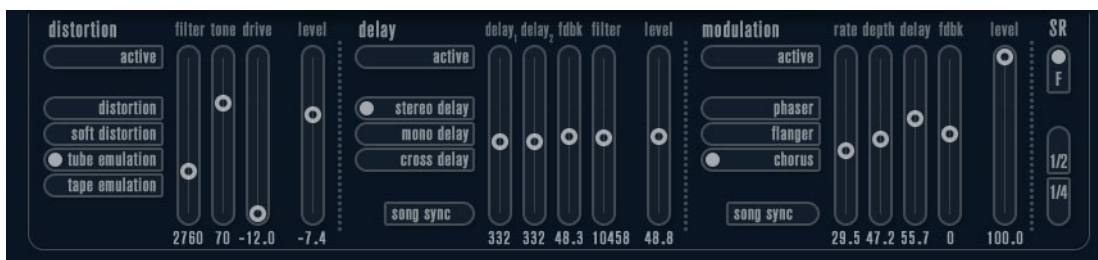 distortion filter tone drive level delay delay1 delay2 fdbk filter level modulation rate depth delay fdbk level SR
active active active
F
distortion stereo delay phaser
soft distortion mono delay flanger
tube emulation cross delay chorus 1/2
tape emulation 1/4
song sync song sync
2760 70 -12.0 -7.4 332 332 48.3 10458 48.8 29.5 47.2 55.7 0 100.0